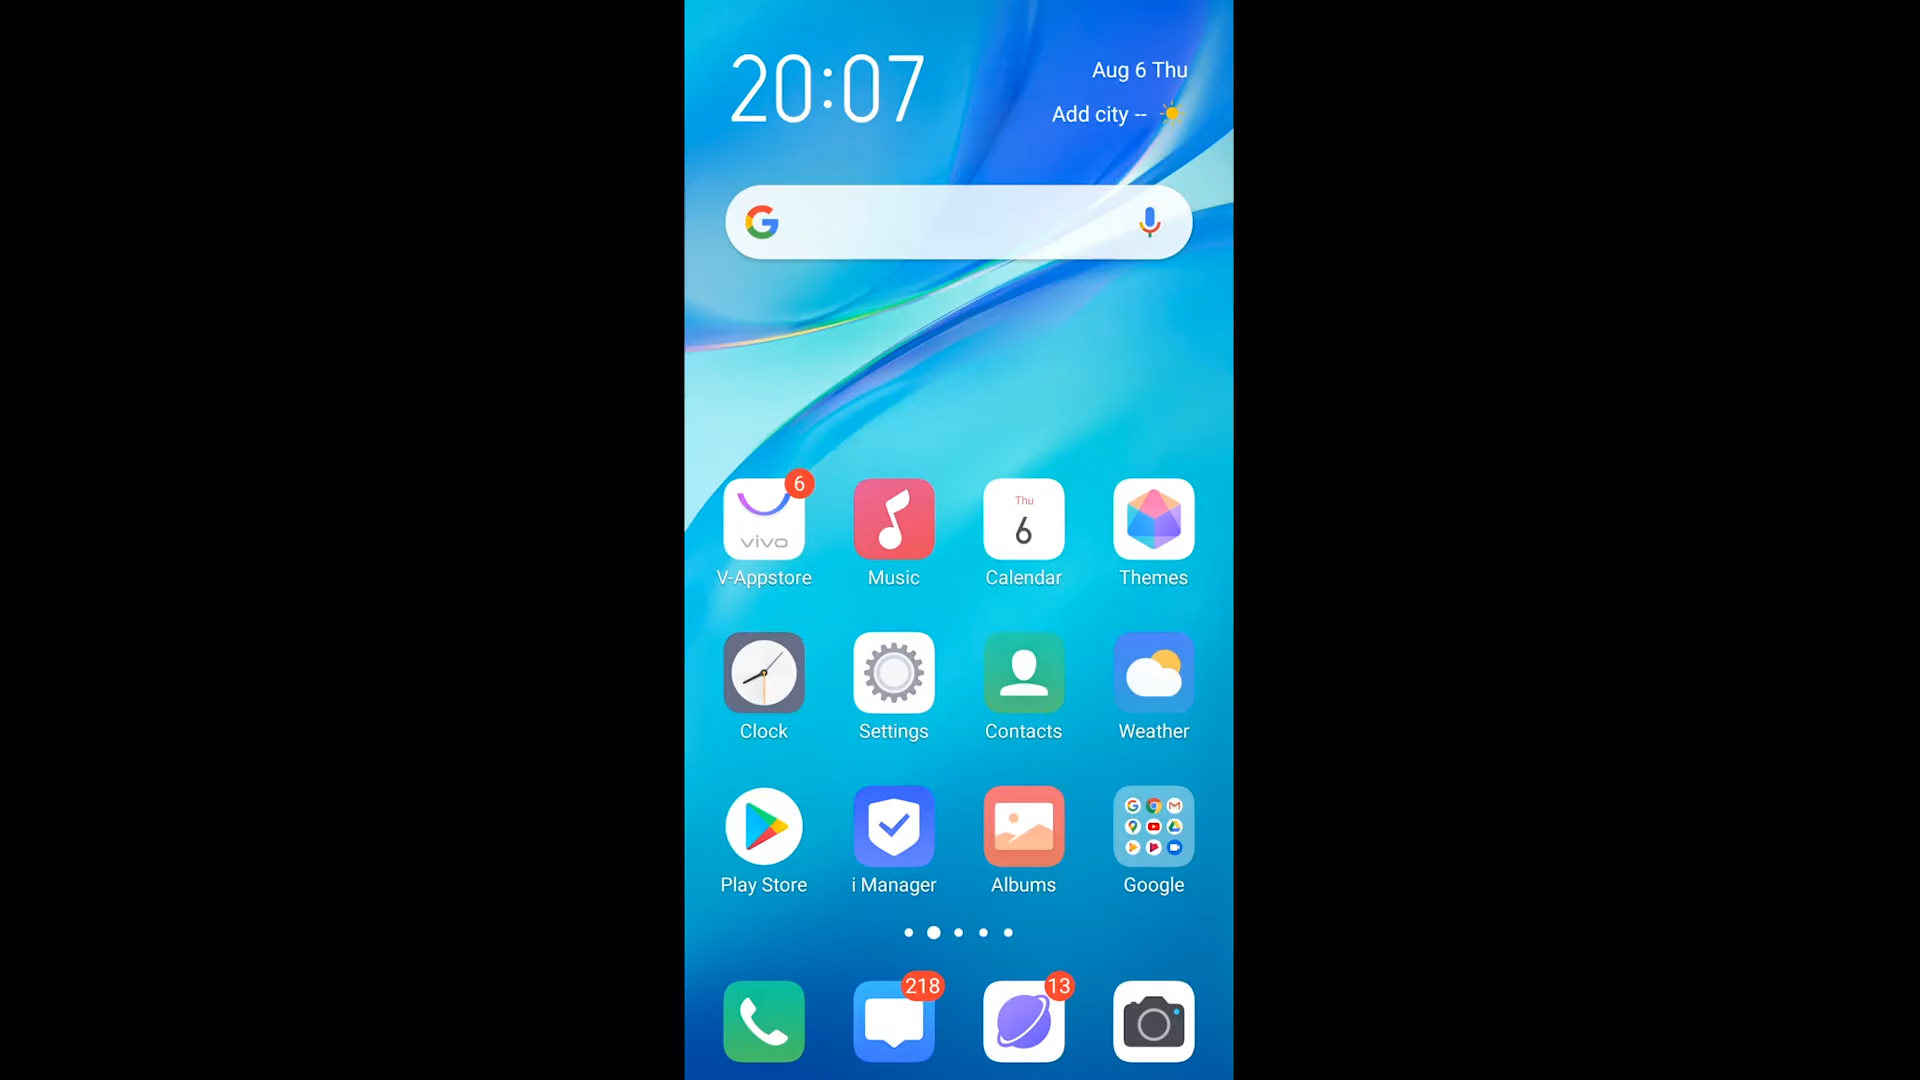 20:07
Aug 6 Thu
Add city --
6
vivo
Thu
6
V-Appstore
Music
Calendar
Themes
Clock
Settings
Contacts
Weather
Play Store
i Manager
Albums
Google
218
13